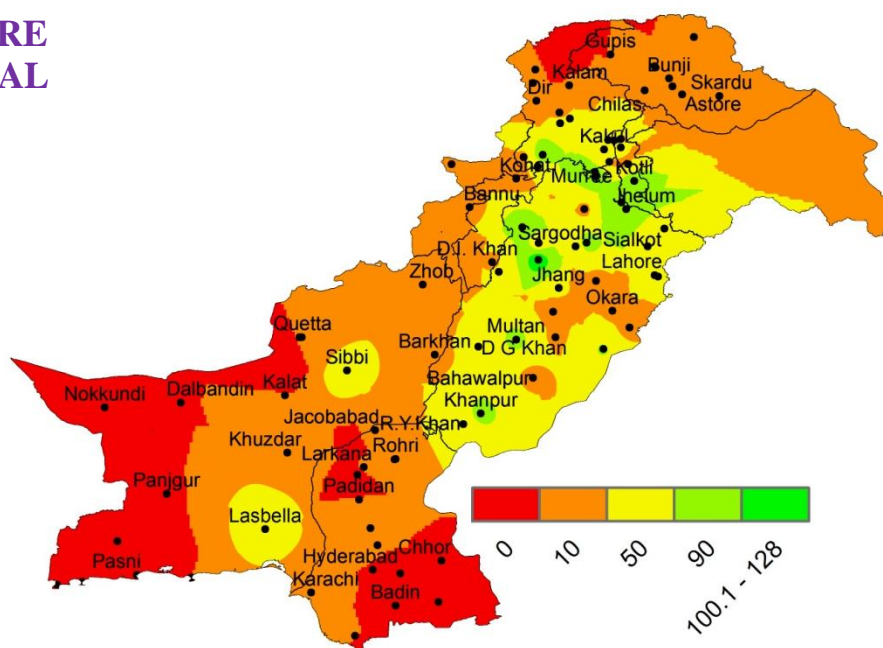 RE
AL
Gupis
Bunji
Kalam
Skardu
Dir
Astore
Chilas
Kakul
Kohat
Kotli
Murree
Bannu
Jhelum
Sargodha
Sialkot
D.I. Khan
Lahore
Zhob
Jhang
Okara
Quetta
Multan
Barkhan
D G Khan
Sibbi
Bahawalpur
Nokkundi
Dalbandin
Kalat
Khanpur
Jacobabad
R.Y.Khan
Khuzdar
Rohri
Larkana
Panjgur
Padidan
Lasbella
Hyderabad
Chhor
Pasni
Karachi
Badin
0
10
50
90
100.1 - 128